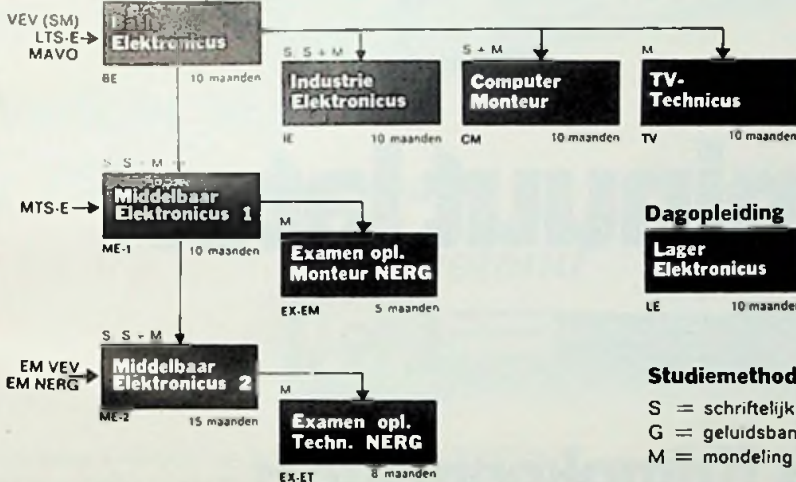 VEV (SM)
LTS-E
MAVO
Elektronicus
BE 10 maanden
S S + M
Industrie
Elektronicus
IE 10 maanden
S + M
Computer
Monteur
CM 10 maanden
M
TV-
Technicus
TV 10 maanden
S S + M
MTS-E
Middelbaar
Elektronicus 1
ME-1 10 maanden
M
Examen opl.
Monteur NERG
EX-EM 5 maanden
Dagopleiding
Lager
Elektronicus
LE 10 maanden
S S + M
EM VEV
EM NERG
Middelbaar
Elektronicus 2
ME-2 15 maanden
M
Examen opl.
Techn. NERG
EX-ET 8 maanden
Studiemethod
S = schriftelijk
G = geluidsban
M = mondeling